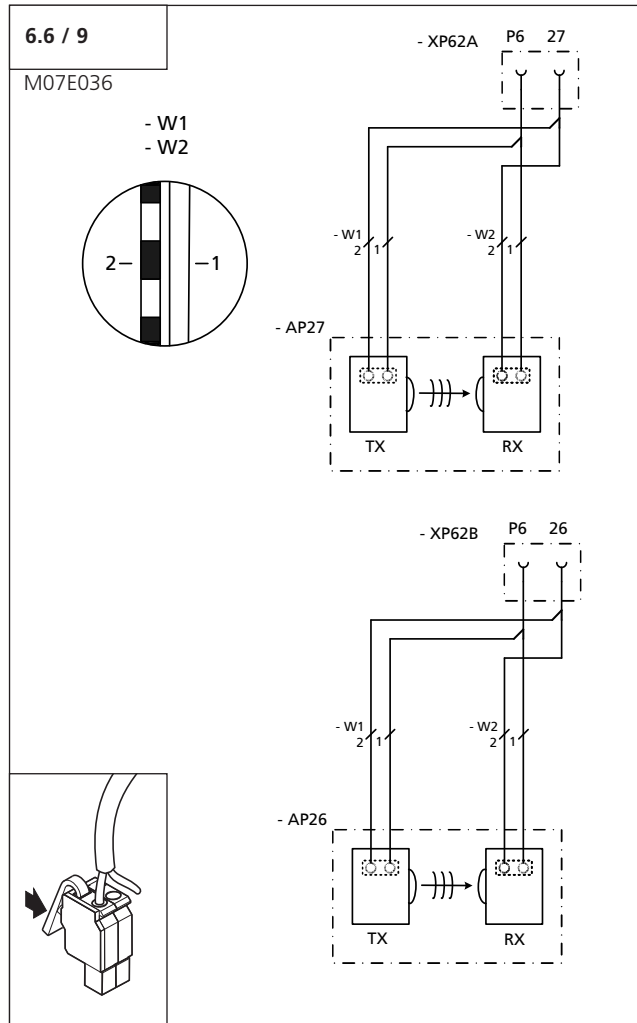 6.6 / 9
M07E036
- W1
- W2
2
1
- XP62A P6 27
- W1
2 1
- W2
2 1
- AP27
TX RX
- XP62B P6 26
- W1
2 1
- W2
2 1
- AP26
TX RX